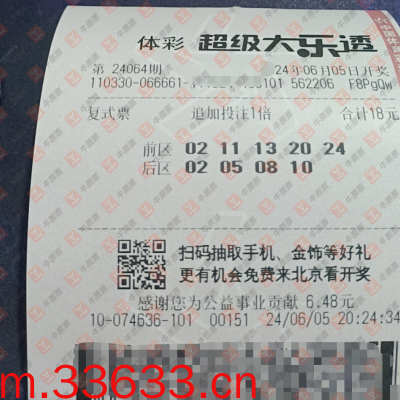 体彩 超级大乐透
第 24064期 24年06月05日开奖
110330-066661- 101 562206 F8PgQw
复式票 追加投注1倍 合计18元
前区 02 11 13 20 24
后区 02 05 08 10
扫码抽取手机、金饰等好礼
更有机会免费来北京看开奖
感谢您为公益事业贡献 6.48元
10-074636-101 00151 24/06/05 20:24:34
m.33633.cn